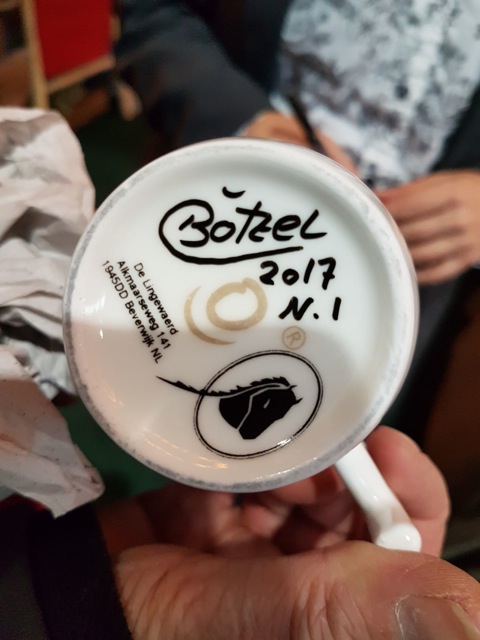 Bötzel
2017
N.1
De Lingewaerd
Alkmaarseweg 141
1945DD Beverwijk NL
®